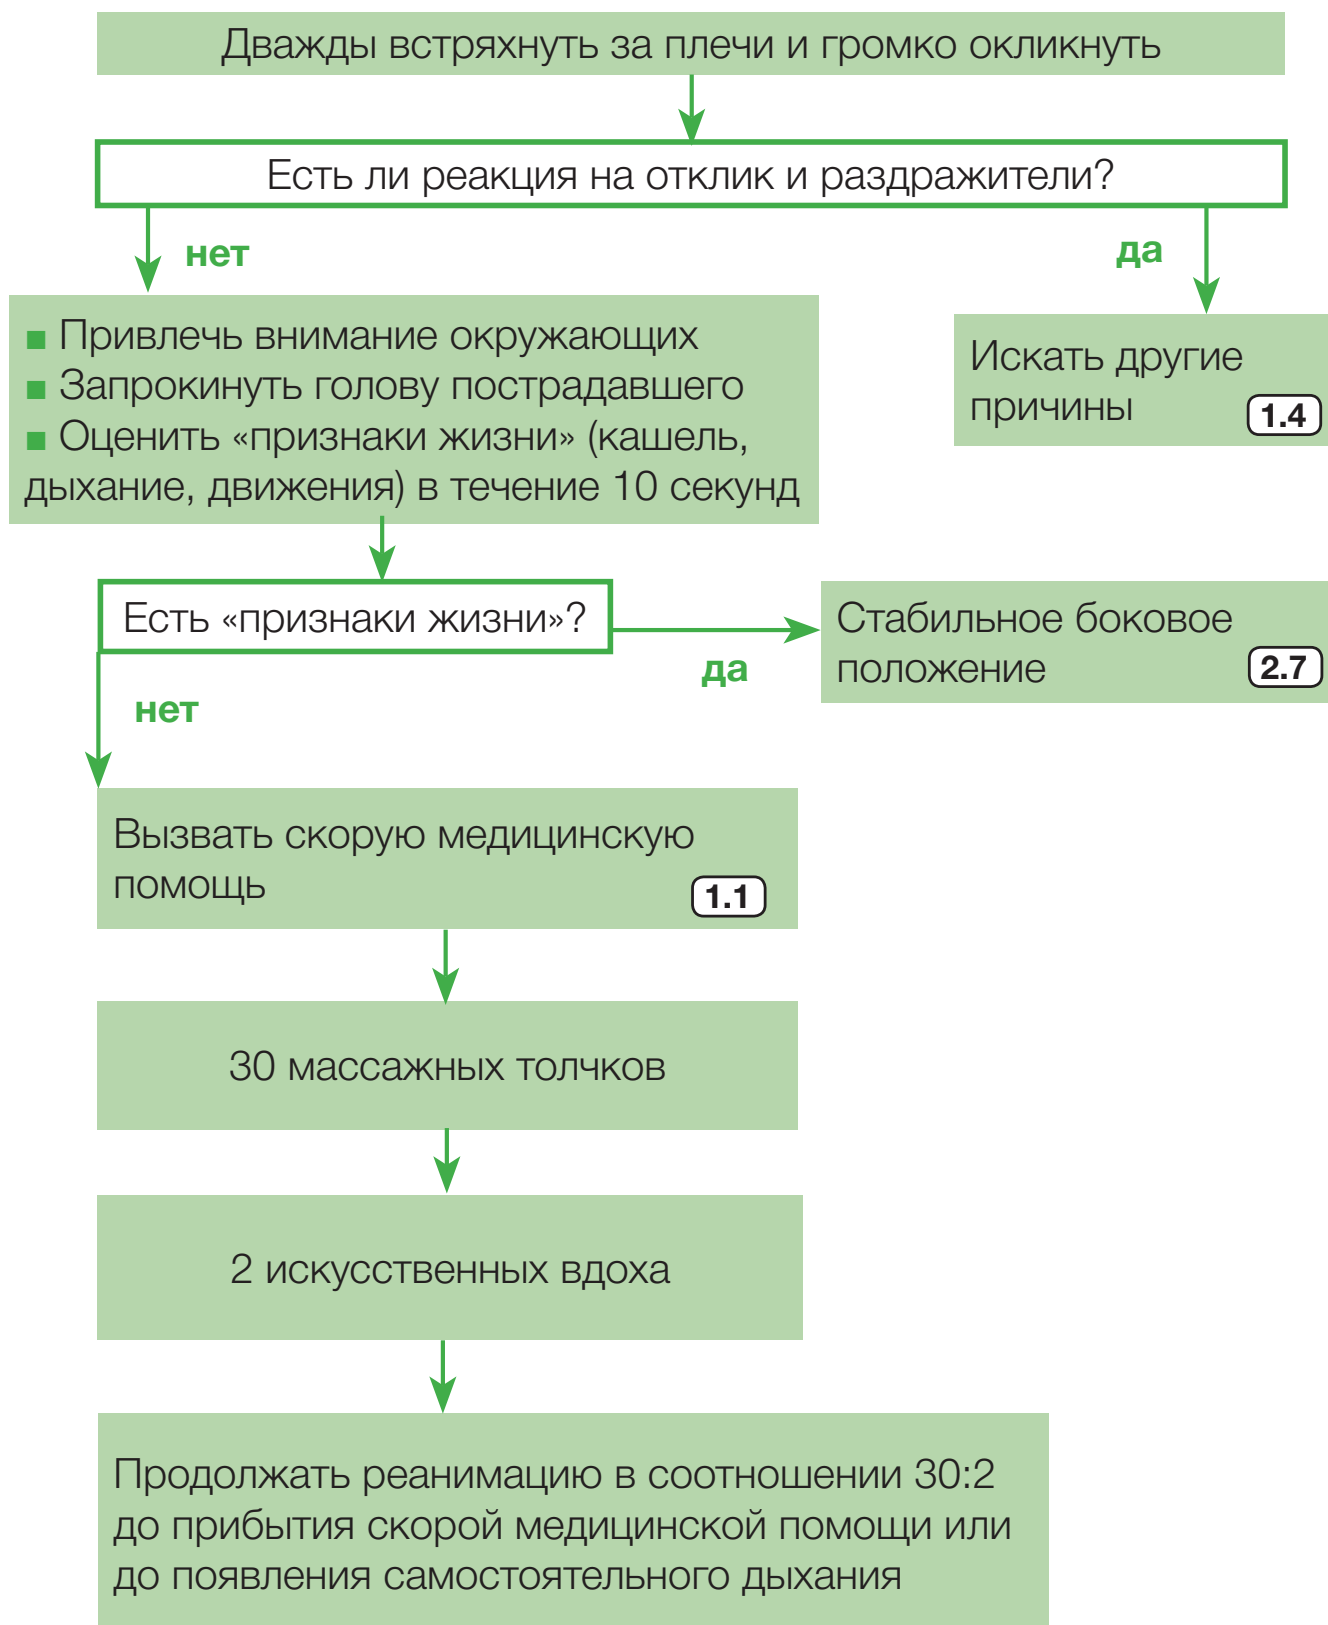 Дважды встряхнуть за плечи и громко окликнуть
Есть ли реакция на отклик и раздражители?
нет
да
■ Привлечь внимание окружающих
■ Запрокинуть голову пострадавшего
■ Оценить «признаки жизни» (кашель,
дыхание, движения) в течение 10 секунд
Искать другие
причины
1.4
Есть «признаки жизни»?
да
Стабильное боковое
положение
2.7
нет
Вызвать скорую медицинскую
помощь
1.1
30 массажных толчков
2 искусственных вдоха
Продолжать реанимацию в соотношении 30:2
до прибытия скорой медицинской помощи или
до появления самостоятельного дыхания